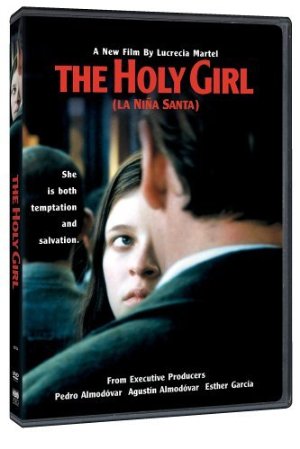 A New Film By Lucrecia Martel
THE HOLY GIRL
(LA NIÑA SANTA)
She
is both
temptation
and
salvation.
From Executive Producers
Pedro Almodóvar Agustín Almodóvar Esther García
THE HOLY GIRL